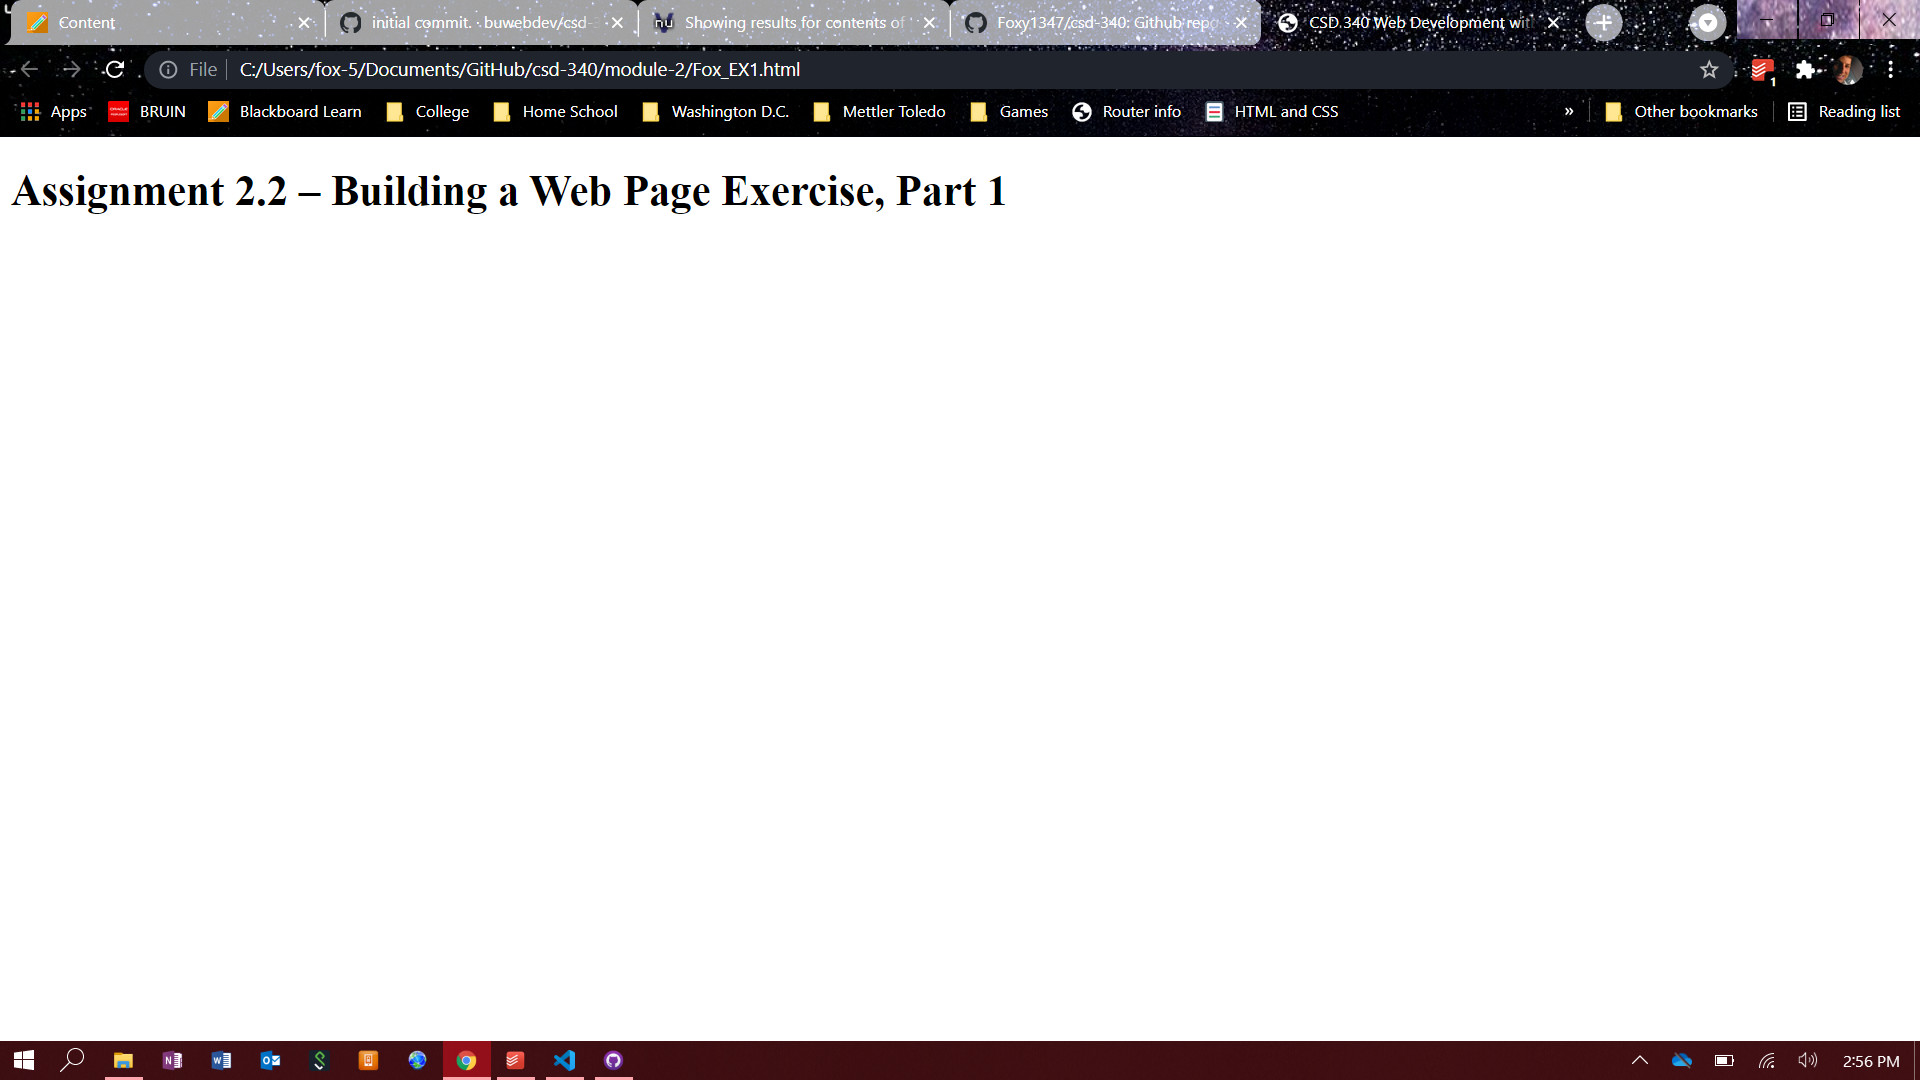 Content
initial commit. · buwebdev/csd-3
nu Showing results for contents of
Foxy1347/csd-340: Github repo
CSD 340 Web Development wit
File C:/Users/fox-5/Documents/GitHub/csd-340/module-2/Fox_EX1.html
1
Apps BRUIN Blackboard Learn College Home School Washington D.C. Mettler Toledo Games Router info HTML and CSS » Other bookmarks Reading list
Assignment 2.2 – Building a Web Page Exercise, Part 1
2:56 PM